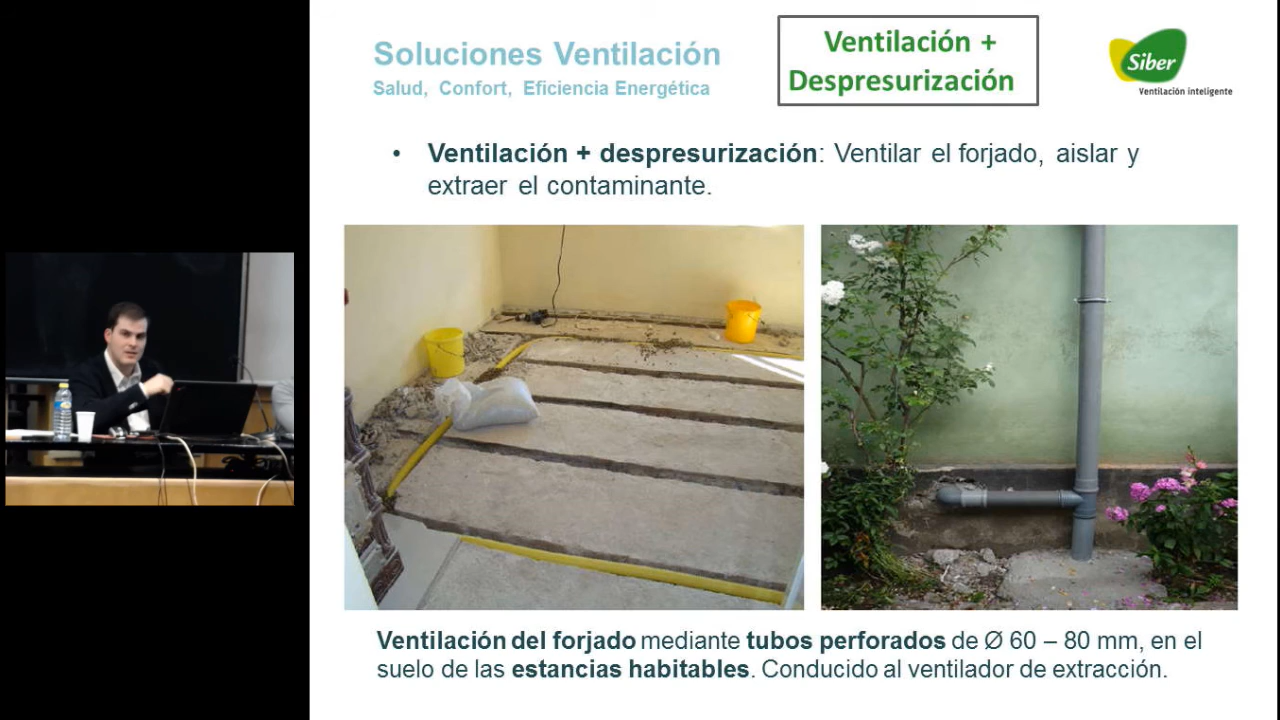 Soluciones Ventilación
Salud, Confort, Eficiencia Energética
Ventilación +
Despresurización
Siber
Ventilación inteligente
• Ventilación + despresurización: Ventilar el forjado, aislar y
extraer el contaminante.
Ventilación del forjado mediante tubos perforados de Ø 60 – 80 mm, en el
suelo de las estancias habitables. Conducido al ventilador de extracción.